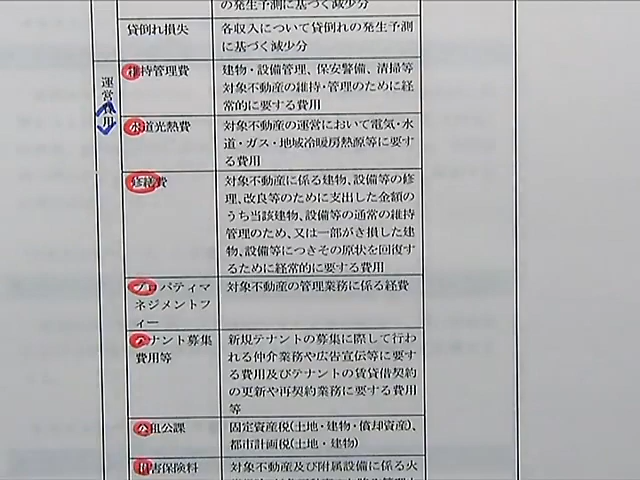 の発生予測に基づく減少分
貸倒れ損失
各収入について貸倒れの発生予測
に基づく減少分
運営費用
維持管理費
建物・設備管理、保安警備、清掃等
対象不動産の維持・管理のために経
常的に要する費用
水道光熱費
対象不動産の運営において電気・水
道・ガス・地域冷暖房熱源等に要す
る費用
修繕費
対象不動産に係る建物、設備等の修
理、改良等のために支出した金額の
うち当該建物、設備等の通常の維持
管理のため、又は一部がき損した建
物、設備等につきその原状を回復す
るために経常的に要する費用
プロパティマ
ネジメントフ
ィー
対象不動産の管理業務に係る経費
テナント募集
費用等
新規テナントの募集に際して行わ
れる仲介業務や広告宣伝等に要す
る費用及びテナントの賃貸借契約
の更新や再契約業務に要する費用
等
公租公課
固定資産税(土地・建物・償却資産)、
都市計画税(土地・建物)
損害保険料
対象不動産及び附属設備に係る火